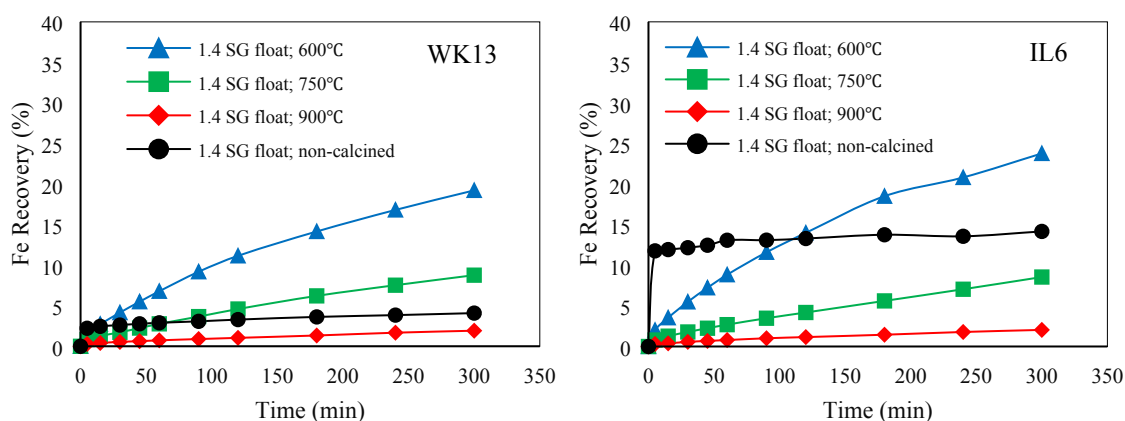 WK13
1.4 SG float; 600℃
1.4 SG float; 750℃
1.4 SG float; 900℃
1.4 SG float; non-calcined
Fe Recovery (%)
40
35
30
25
20
15
10
5
0
0 50 100 150 200 250 300 350
Time (min)
IL6
1.4 SG float; 600℃
1.4 SG float; 750℃
1.4 SG float; 900℃
1.4 SG float; non-calcined
Fe Recovery (%)
40
35
30
25
20
15
10
5
0
0 50 100 150 200 250 300 350
Time (min)